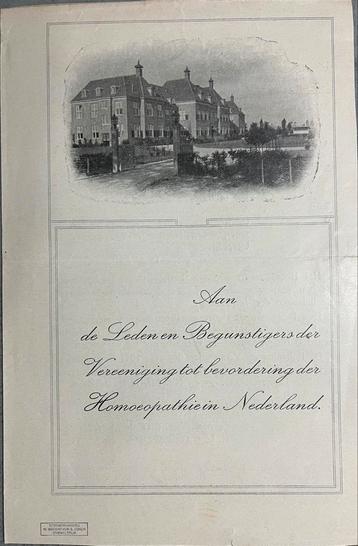 Aan
de Leden en Begunstigers der
Vereeniging tot bevordering der
Homoeopathie in Nederland.